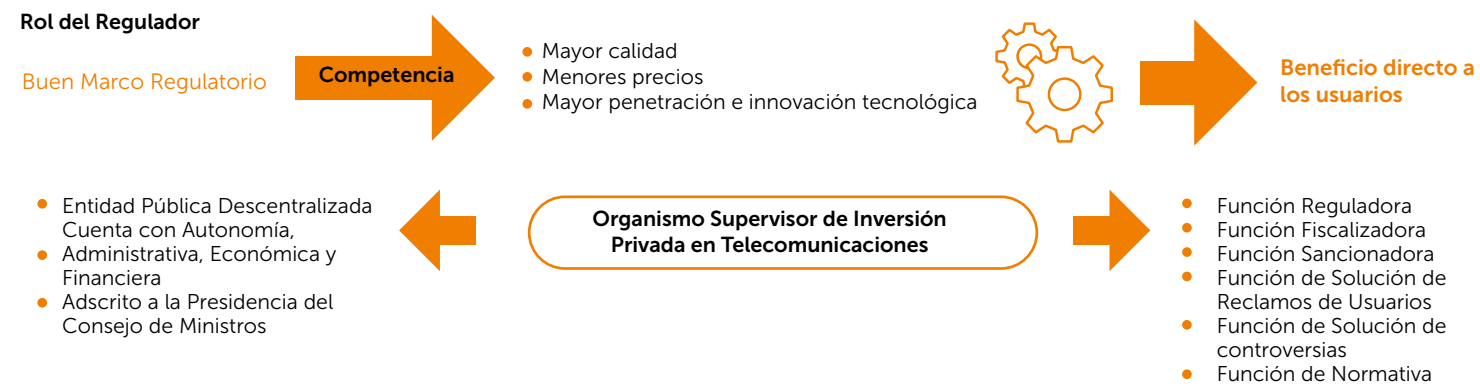 Rol del Regulador
Buen Marco Regulatorio
Competencia
Mayor calidad
Menores precios
Mayor penetración e innovación tecnológica
Beneficio directo a
los usuarios
Entidad Pública Descentralizada
Cuenta con Autonomía,
Administrativa, Económica y
Financiera
Adscrito a la Presidencia del
Consejo de Ministros
Organismo Supervisor de Inversión
Privada en Telecomunicaciones
Función Reguladora
Función Fiscalizadora
Función Sancionadora
Función de Solución de
Reclamos de Usuarios
Función de Solución de
controversias
Función de Normativa